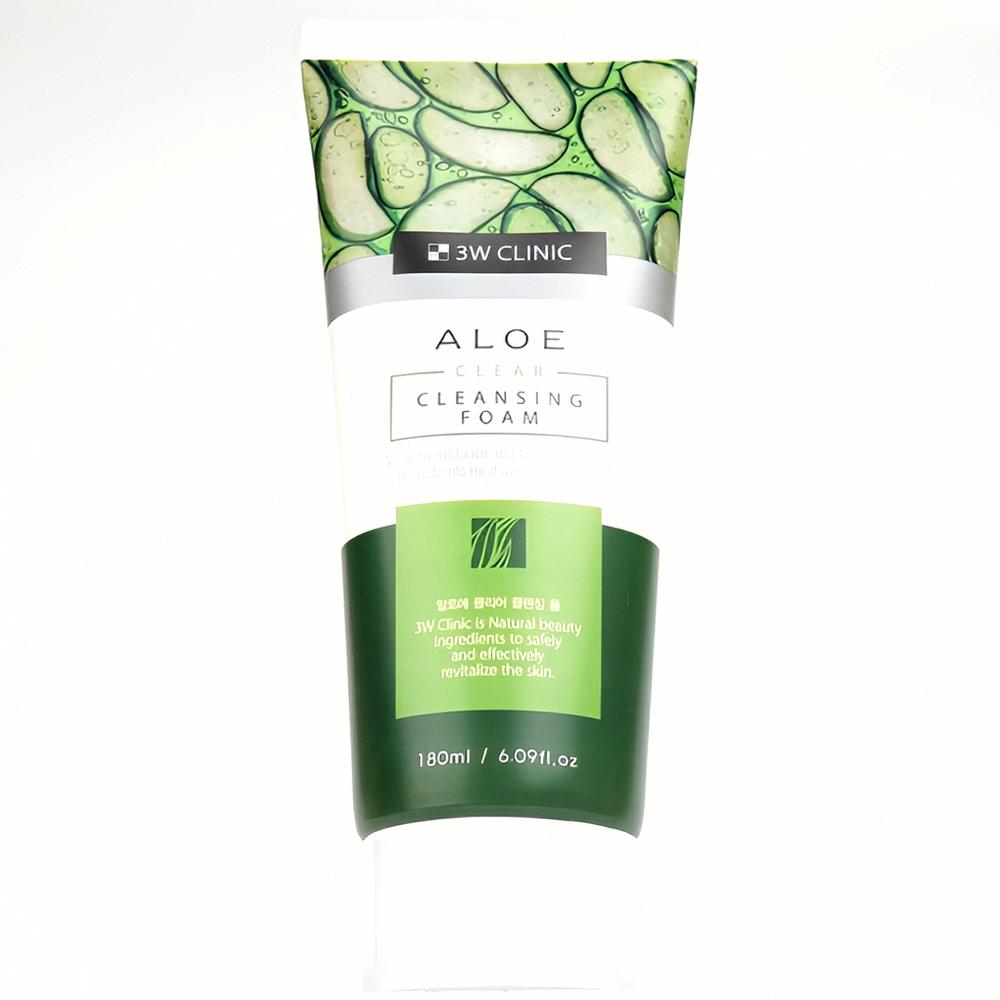 3W CLINIC
ALOE
CLEAR
CLEANSING
FOAM
알로에 클리어 클렌징 폼
3W Clinic is Natural beauty
ingredients to safely
and effectively
revitalize the skin.
180ml / 6.09fl.oz